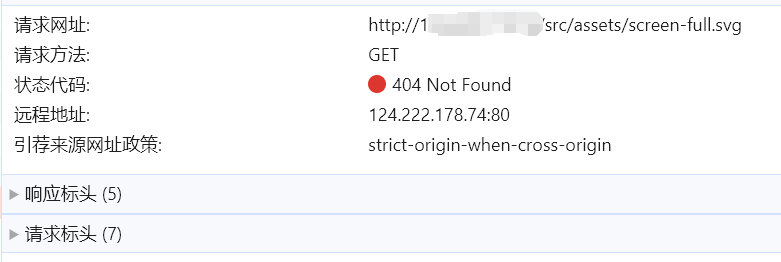 请求网址: http://1 /src/assets/screen-full.svg
请求方法: GET
状态代码: 404 Not Found
远程地址: 124.222.178.74:80
引荐来源网址政策: strict-origin-when-cross-origin
响应标头 (5)
请求标头 (7)